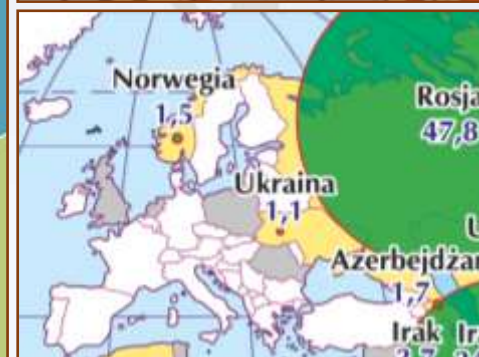 Norwegia
1,5
Rosja
47,8
Ukraina
1,1
Azerbejdżan
1,7
Irak